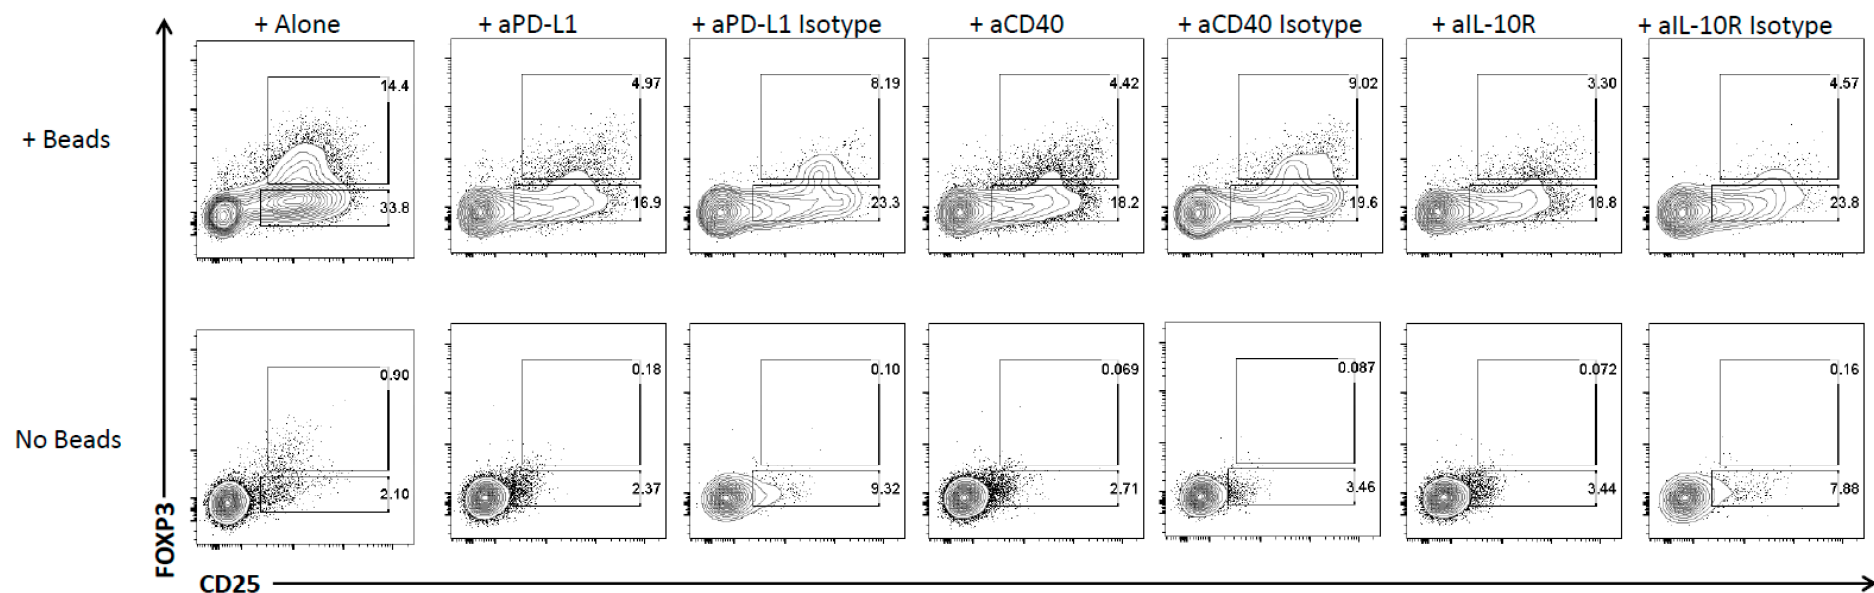 + Alone
+ aPD-L1
+ aPD-L1 Isotype
+ aCD40
+ aCD40 Isotype
+ aIL-10R
+ aIL-10R Isotype
+ Beads
14.4
4.97
8.19
4.42
9.02
3.30
4.57
33.8
16.9
23.3
18.2
19.6
18.8
23.8
No Beads
0.90
0.18
0.10
0.069
0.087
0.072
0.16
2.10
2.37
9.32
2.71
3.46
3.44
7.88
FOXP3
CD25